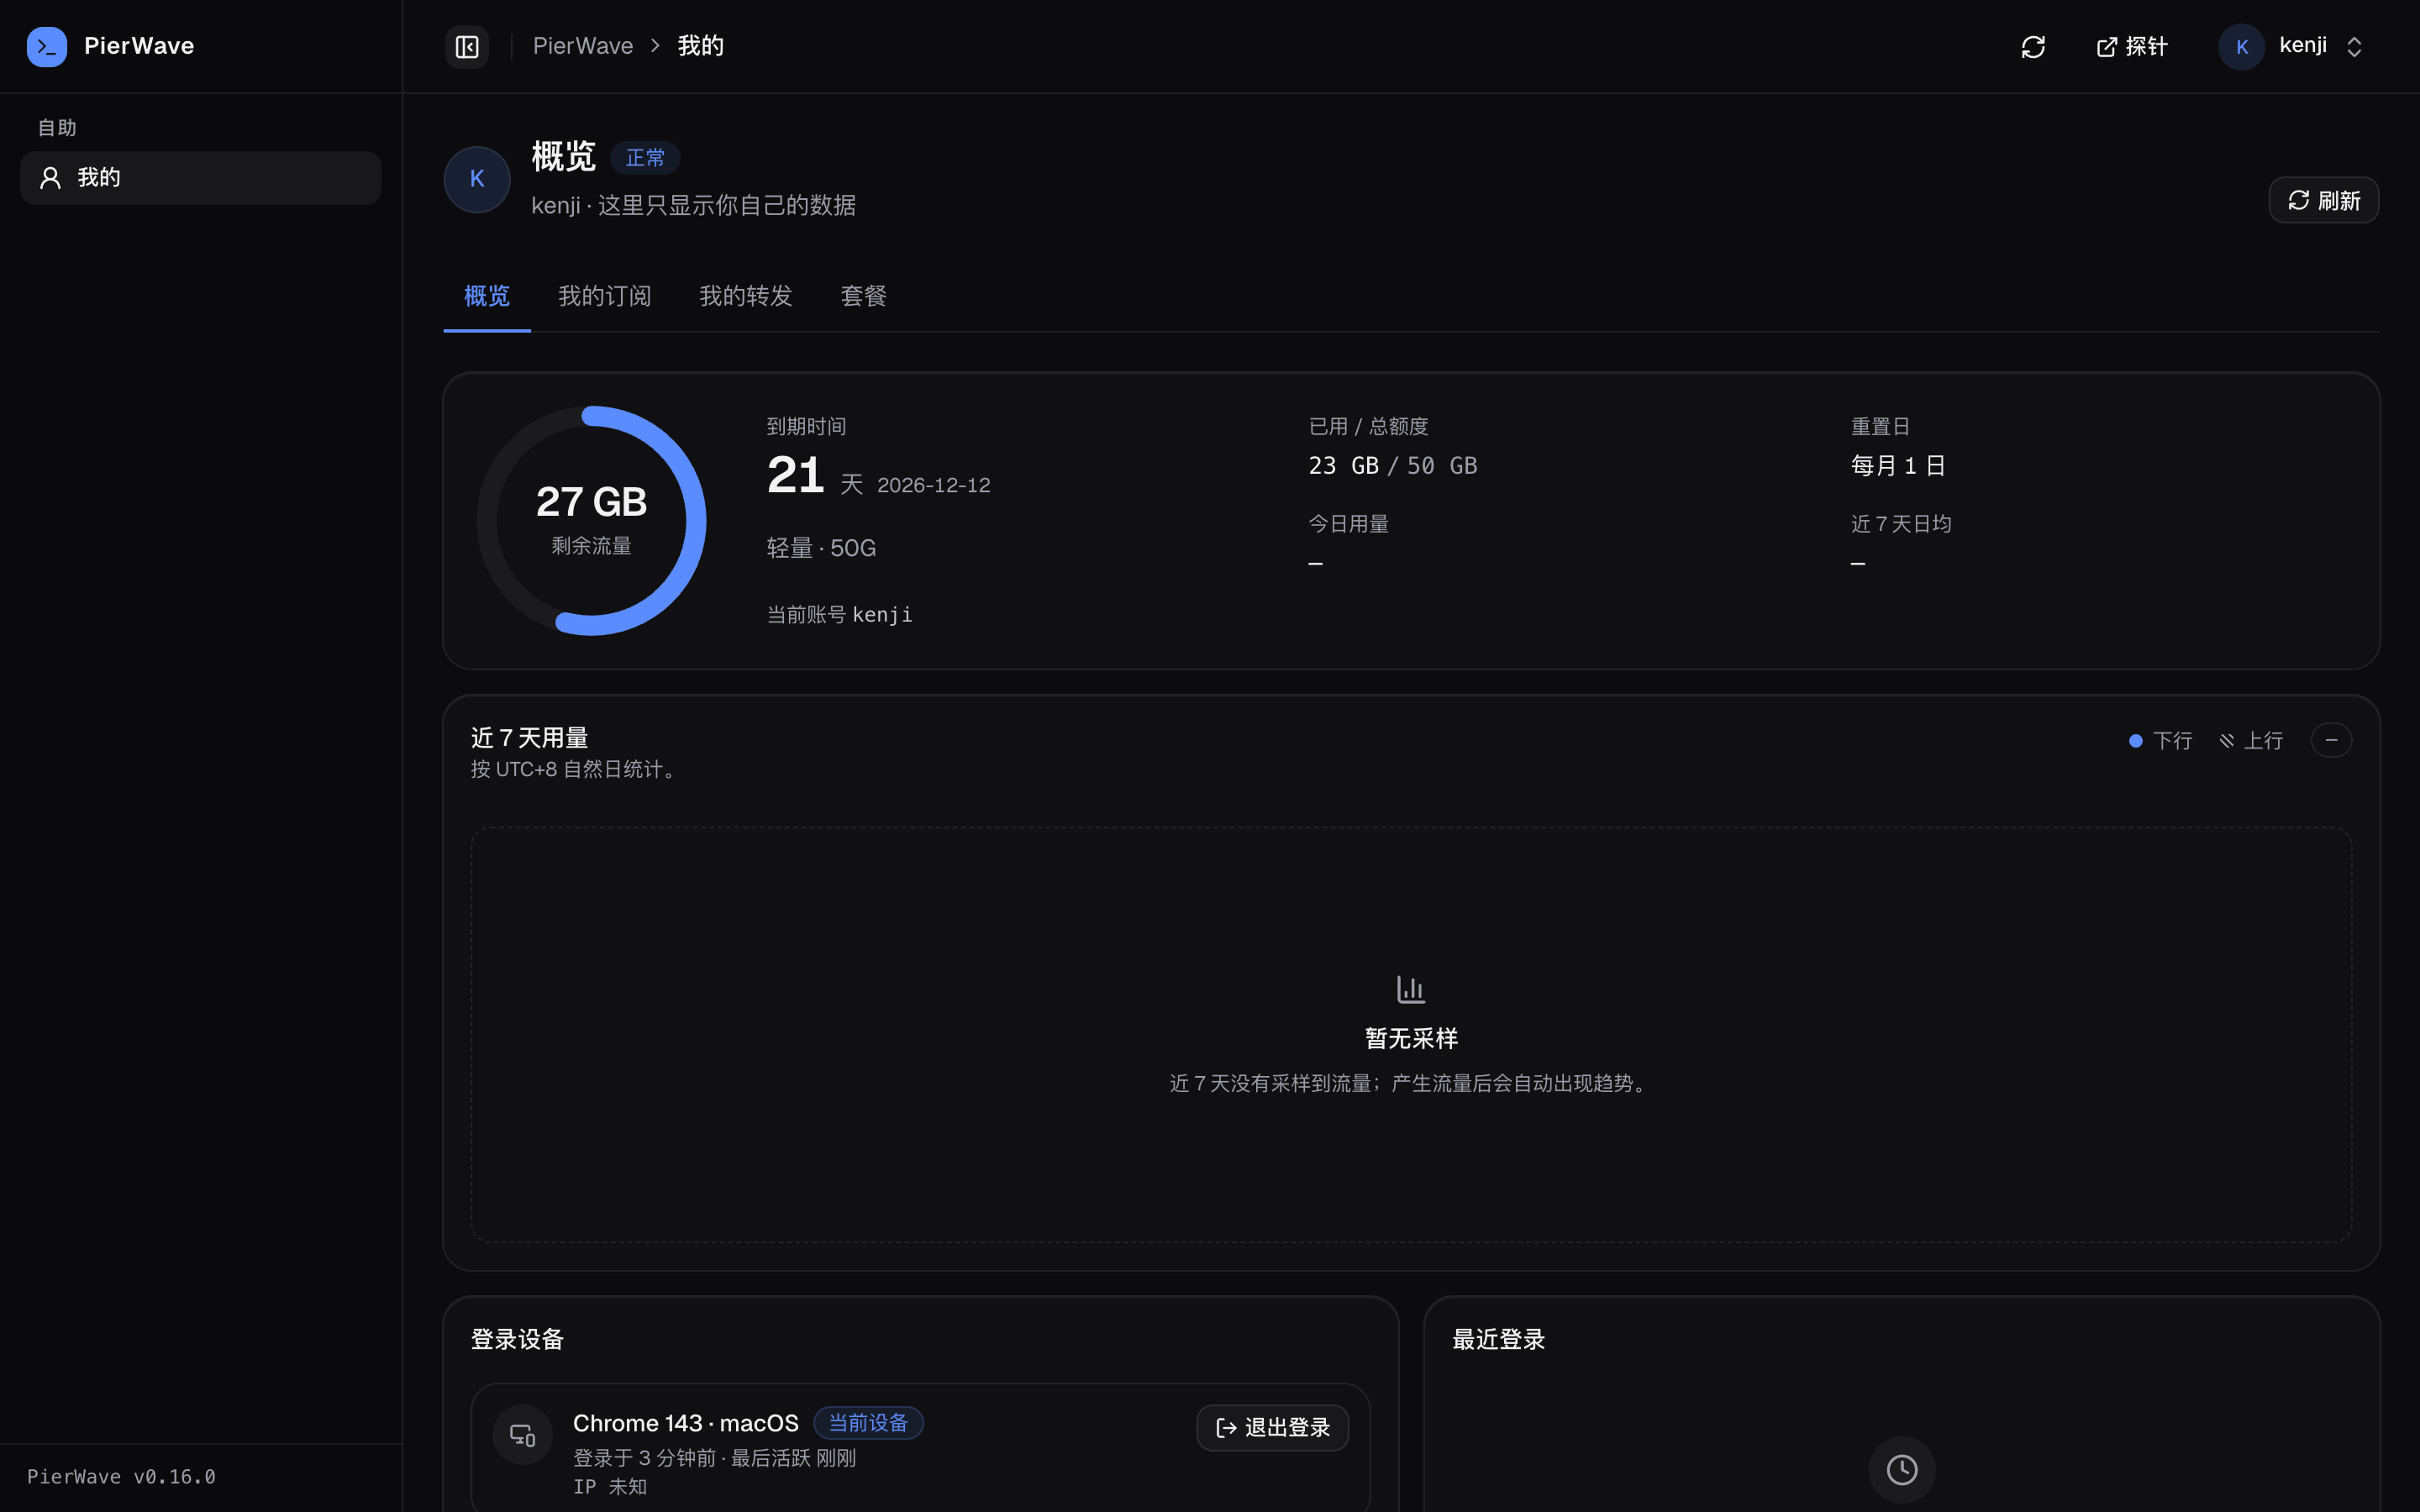 PierWave
PierWave > 我的
探针
K
kenji
自助
我的
K
概览
正常
kenji · 这里只显示你自己的数据
刷新
概览
我的订阅
我的转发
套餐
27 GB
剩余流量
到期时间
21 天 2026-12-12
轻量 · 50G
当前账号 kenji
已用 / 总额度
23 GB / 50 GB
今日用量
–
重置日
每月 1 日
近 7 天日均
–
近 7 天用量
按 UTC+8 自然日统计。
下行
上行
–
暂无采样
近 7 天没有采样到流量；产生流量后会自动出现趋势。
登录设备
Chrome 143 · macOS
当前设备
登录于 3 分钟前 · 最后活跃 刚刚
IP 未知
退出登录
最近登录
PierWave v0.16.0